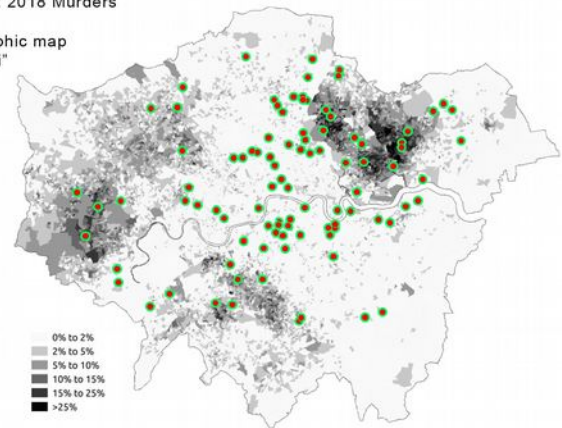 2018 Murders
phic map
0% to 2%
2% to 5%
5% to 10%
10% to 15%
15% to 25%
>25%